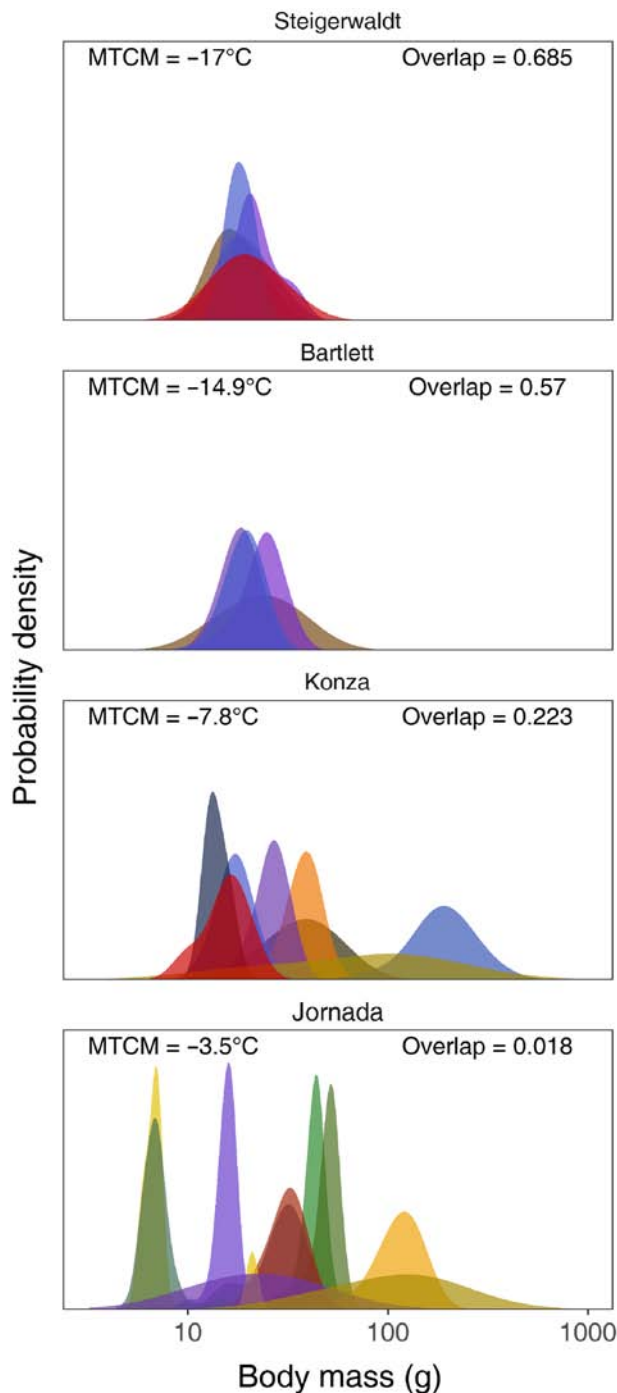 Steigerwaldt
MTCM = −17°C Overlap = 0.685
Bartlett
MTCM = −14.9°C Overlap = 0.57
Konza
MTCM = −7.8°C Overlap = 0.223
Jornada
MTCM = −3.5°C Overlap = 0.018
Probability density
10 100 1000
Body mass (g)